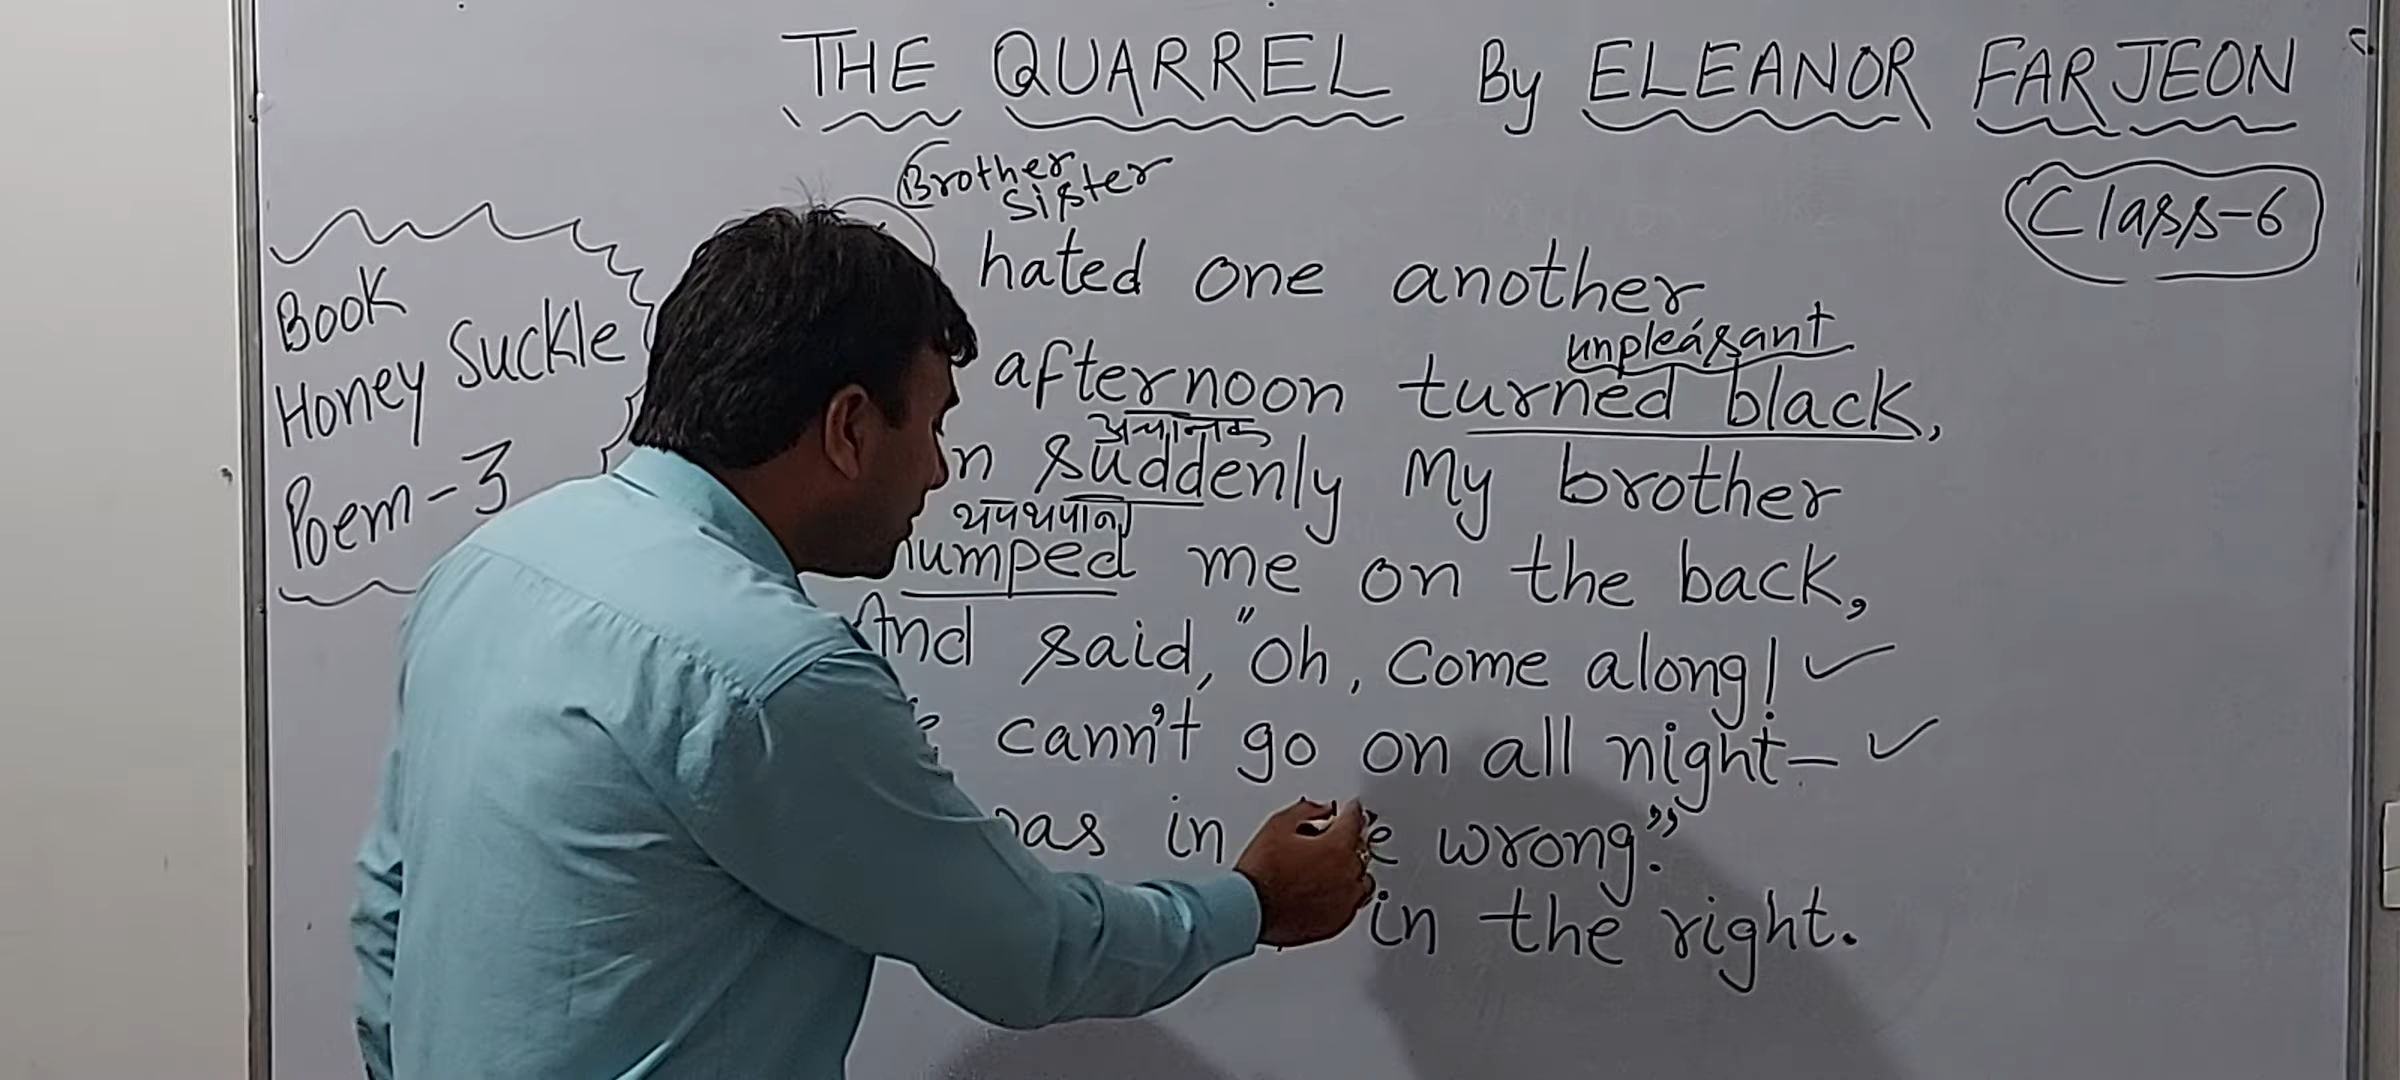 THE QUARREL By ELEANOR FARJEON
Class-6
Brother
Sister
Book
Honey Suckle
Poem-3
hated one another
unpleasant
afternoon turned black,
अचानक
suddenly My brother
थपथपाना
me on the back,
And said, "Oh, Come along!
cann't go on all night-
in wrong."
in the right.